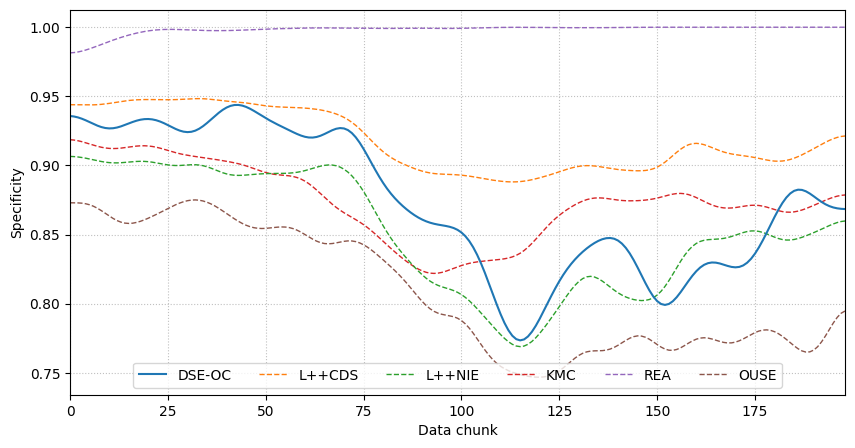 1.00
0.95
0.90
0.85
0.80
0.75
Specificity
DSE-OC L++CDS L++NIE KMC REA OUSE
0 25 50 75 100 125 150 175
Data chunk